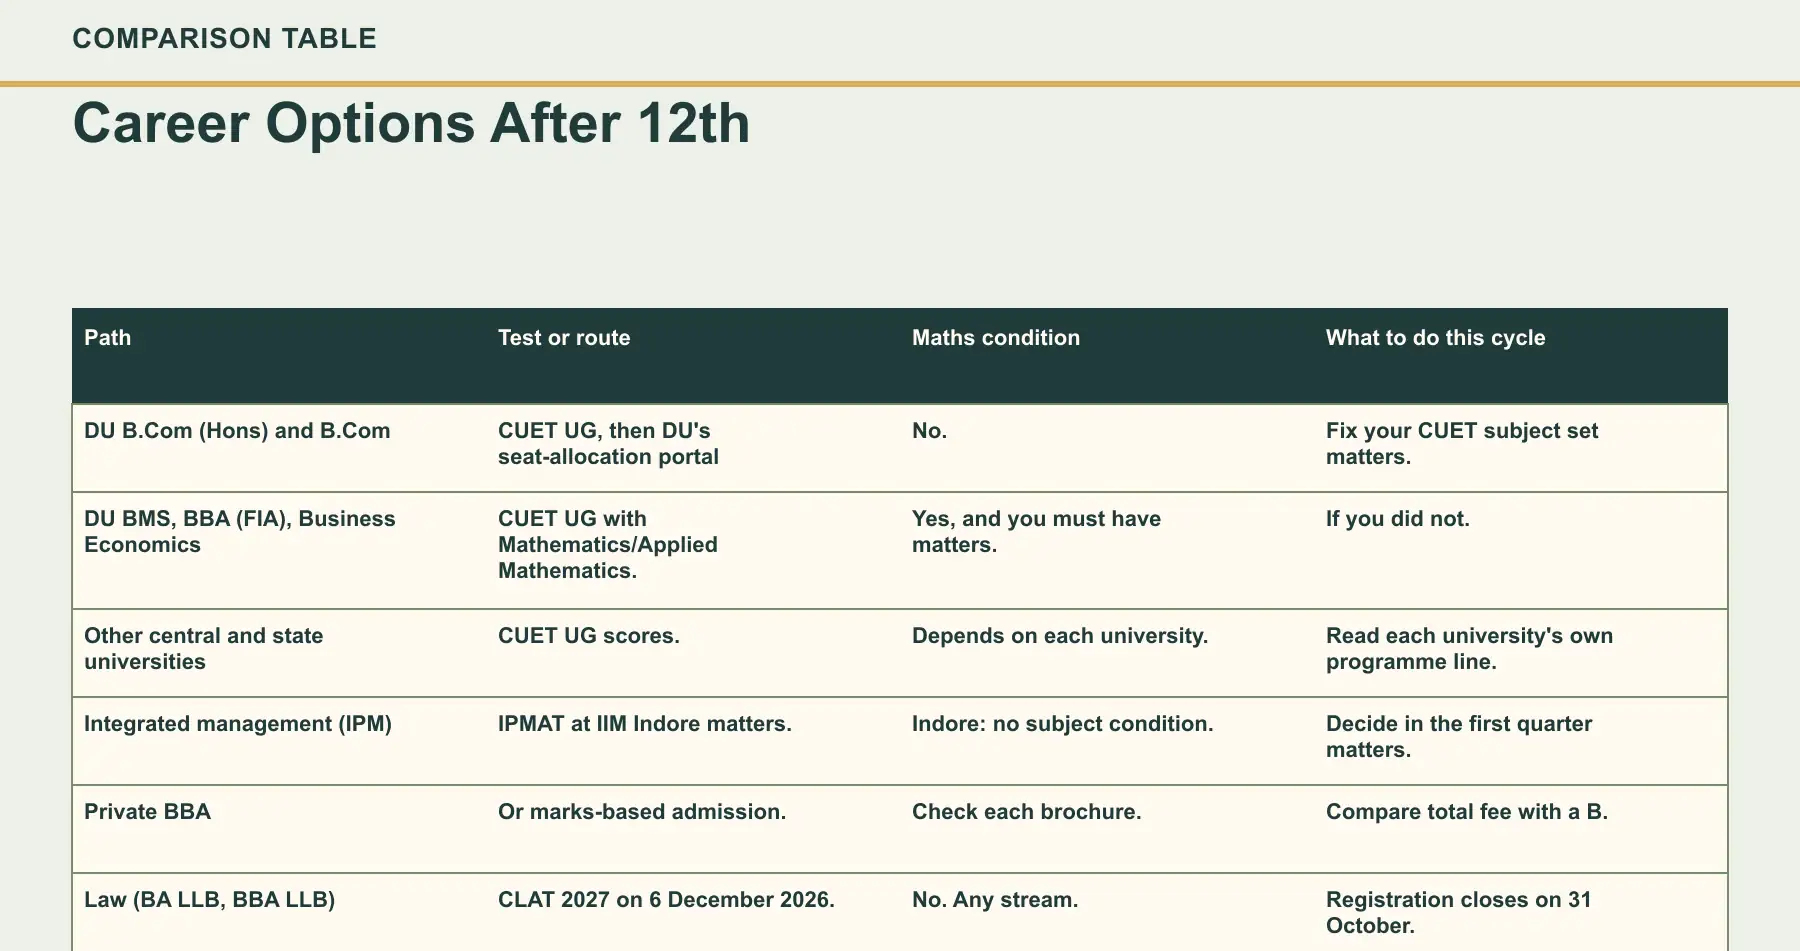 COMPARISON TABLE
Career Options After 12th
Path
Test or route
Maths condition
What to do this cycle
DU B.Com (Hons) and B.Com
CUET UG, then DU's
seat-allocation portal
No.
Fix your CUET subject set
matters.
DU BMS, BBA (FIA), Business
Economics
CUET UG with
Mathematics/Applied
Mathematics.
Yes, and you must have
matters.
If you did not.
Other central and state
universities
CUET UG scores.
Depends on each university.
Read each university's own
programme line.
Integrated management (IPM)
IPMAT at IIM Indore matters.
Indore: no subject condition.
Decide in the first quarter
matters.
Private BBA
Or marks-based admission.
Check each brochure.
Compare total fee with a B.
Law (BA LLB, BBA LLB)
CLAT 2027 on 6 December 2026.
No. Any stream.
Registration closes on 31
October.